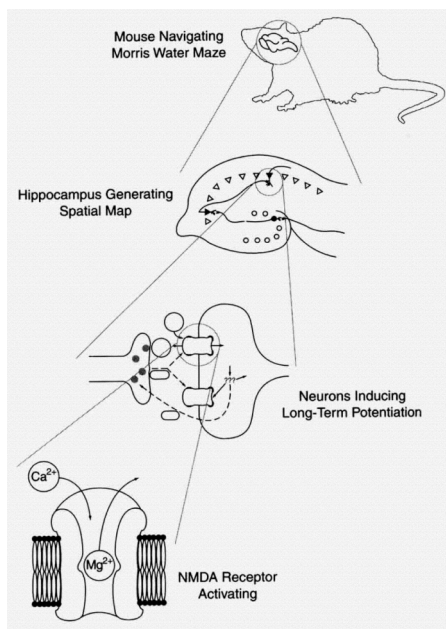 Mouse Navigating
Morris Water Maze
Hippocampus Generating
Spatial Map
???
Neurons Inducing
Long-Term Potentiation
Ca2+
Mg2+
NMDA Receptor
Activating